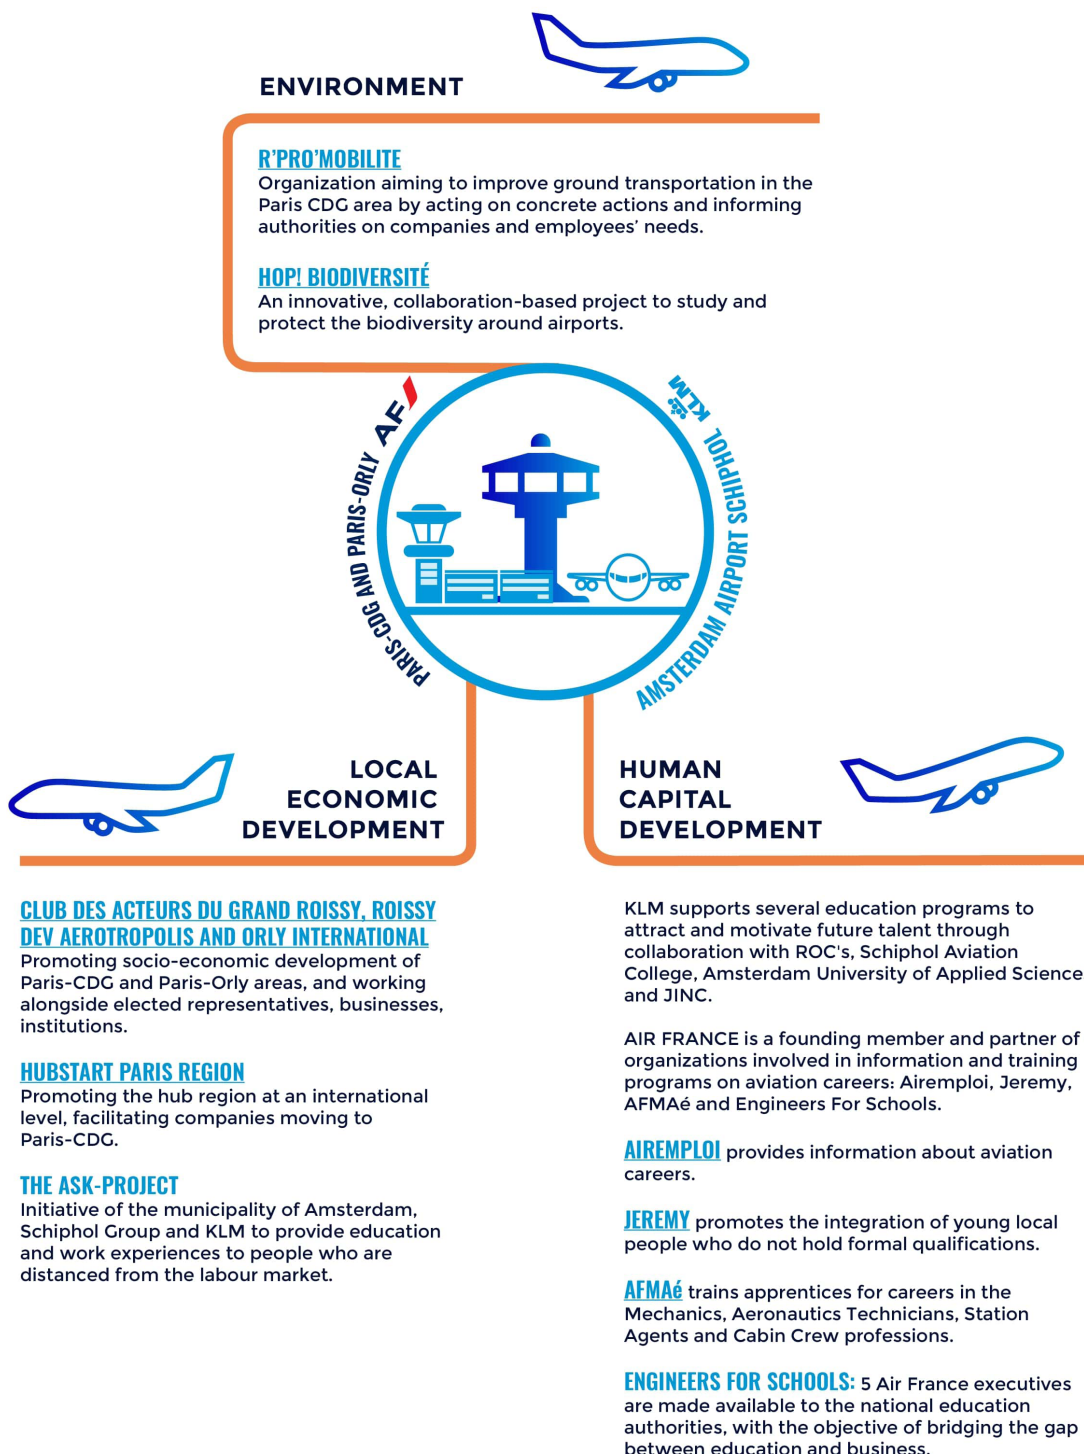 ENVIRONMENT
R'PRO'MOBILITE
Organization aiming to improve ground transportation in the
Paris CDG area by acting on concrete actions and informing
authorities on companies and employees' needs.
HOP! BIODIVERSITÉ
An innovative, collaboration-based project to study and
protect the biodiversity around airports.
PARIS-CDG AND PARIS-ORLY AF
KLM
AMSTERDAM AIRPORT SCHIPHOL
LOCAL
ECONOMIC
DEVELOPMENT
CLUB DES ACTEURS DU GRAND ROISSY, ROISSY
DEV AEROTROPOLIS AND ORLY INTERNATIONAL
Promoting socio-economic development of
Paris-CDG and Paris-Orly areas, and working
alongside elected representatives, businesses,
institutions.
HUBSTART PARIS REGION
Promoting the hub region at an international
level, facilitating companies moving to
Paris-CDG.
THE ASK-PROJECT
Initiative of the municipality of Amsterdam,
Schiphol Group and KLM to provide education
and work experiences to people who are
distanced from the labour market.
HUMAN
CAPITAL
DEVELOPMENT
KLM supports several education programs to
attract and motivate future talent through
collaboration with ROC's, Schiphol Aviation
College, Amsterdam University of Applied Science
and JINC.
AIR FRANCE is a founding member and partner of
organizations involved in information and training
programs on aviation careers: Airemploi, Jeremy,
AFMAé and Engineers For Schools.
AIREMPLOI provides information about aviation
careers.
JEREMY promotes the integration of young local
people who do not hold formal qualifications.
AFMAé trains apprentices for careers in the
Mechanics, Aeronautics Technicians, Station
Agents and Cabin Crew professions.
ENGINEERS FOR SCHOOLS: 5 Air France executives
are made available to the national education
authorities, with the objective of bridging the gap
between education and business.